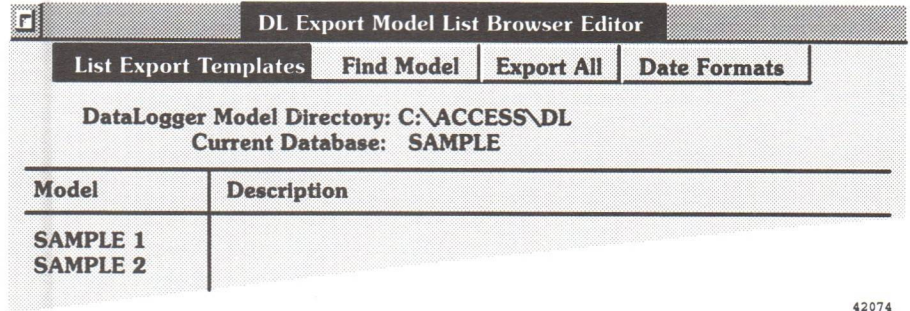 DL Export Model List Browser Editor
List Export Templates Find Model Export All Date Formats
DataLogger Model Directory: C:\ACCESS\DL
Current Database: SAMPLE
Model Description
SAMPLE 1
SAMPLE 2
42074